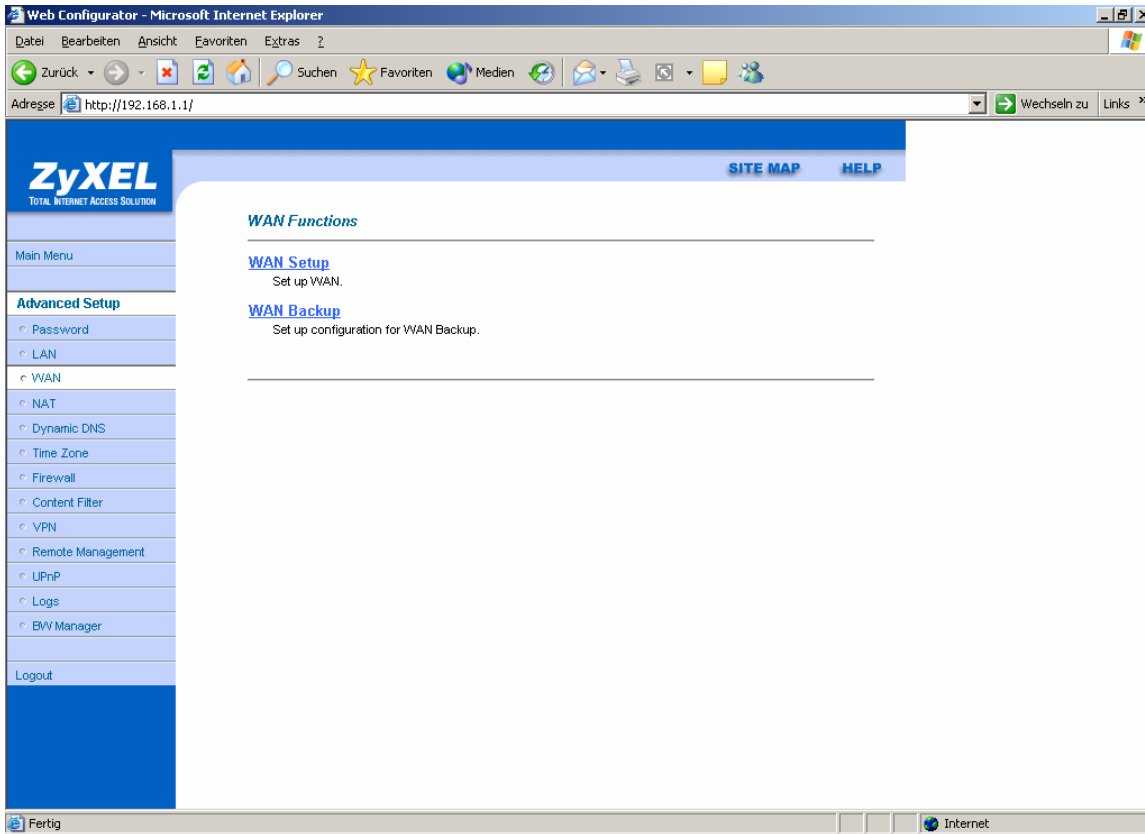 Web Configurator - Microsoft Internet Explorer
Datei Bearbeiten Ansicht Favoriten Extras ?
Zurück Suchen Favoriten Medien
Adresse http://192.168.1.1/ Wechseln zu Links »
ZyXEL
TOTAL INTERNET ACCESS SOLUTION
SITE MAP HELP
Main Menu
Advanced Setup
Password
LAN
WAN
NAT
Dynamic DNS
Time Zone
Firewall
Content Filter
VPN
Remote Management
UPnP
Logs
BW Manager
Logout
WAN Functions
WAN Setup
Set up WAN.
WAN Backup
Set up configuration for WAN Backup.
Fertig Internet